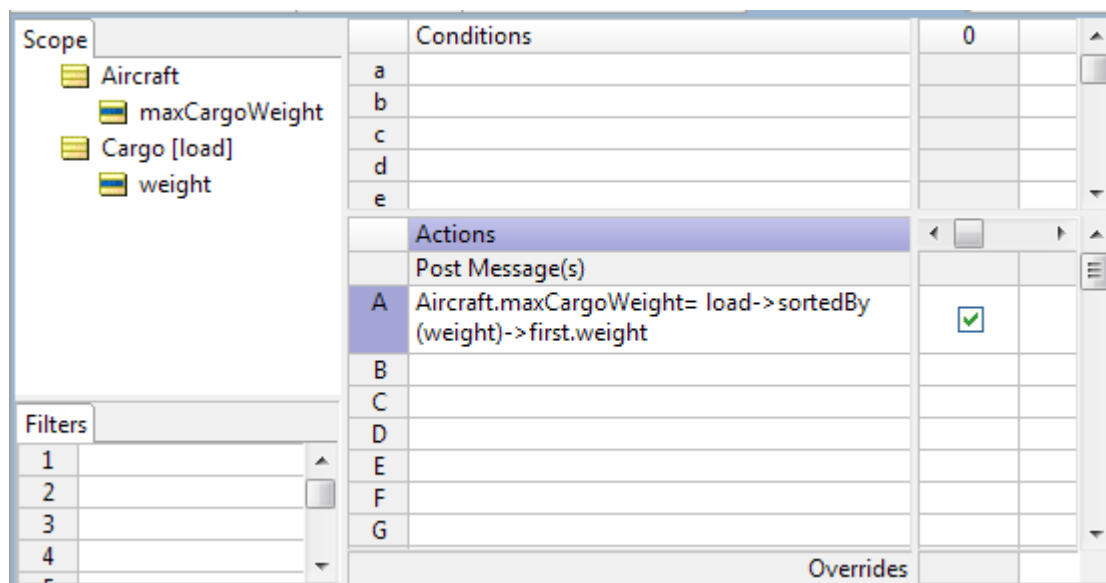 Scope
Aircraft
maxCargoWeight
Cargo [load]
weight
Filters
1
2
3
4
Conditions
0
a
b
c
d
e
Actions
Post Message(s)
A
Aircraft.maxCargoWeight= load->sortedBy
(weight)->first.weight
B
C
D
E
F
G
Overrides